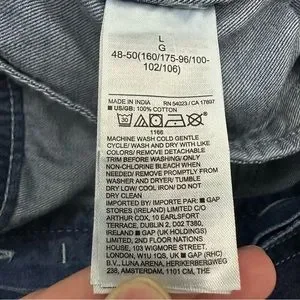 L
G
48-50(160/175-96/100-
102/106)
MADE IN INDIA RN 54023 / CA 17897
■ US/GB: 100% COTTON
30
1166
MACHINE WASH COLD GENTLE
CYCLE/ WASH AND DRY WITH LIKE
COLORS/ REMOVE DETACHABLE
TRIM BEFORE WASHING/ ONLY
NON-CHLORINE BLEACH WHEN
NEEDED/ REMOVE PROMPTLY FROM
WASHER AND DRYER/ TUMBLE
DRY LOW/ COOL IRON/ DO NOT
DRY CLEAN
IMPORTED BY/ IMPORTÉ PAR: ■ GAP
STORES (IRELAND) LIMITED C/O
ARTHUR COX, 10 EARLSFORT
TERRACE, DUBLIN 2, D02 T380,
IRELAND; ■ GAP (UK HOLDINGS)
LIMITED, 2ND FLOOR NATIONS
HOUSE, 103 WIGMORE STREET,
LONDON, W1U 1QS, UK; ■ GAP (RHC)
B.V., LUNA ARENA, HERIKERBERGWEG
238, AMSTERDAM, 1101 CM, THE